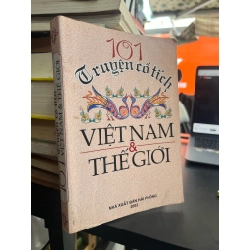 101
Truyện cổ tích
VIỆT NAM
&
THẾ GIỚI
NHÀ XUẤT BẢN HẢI PHÒNG